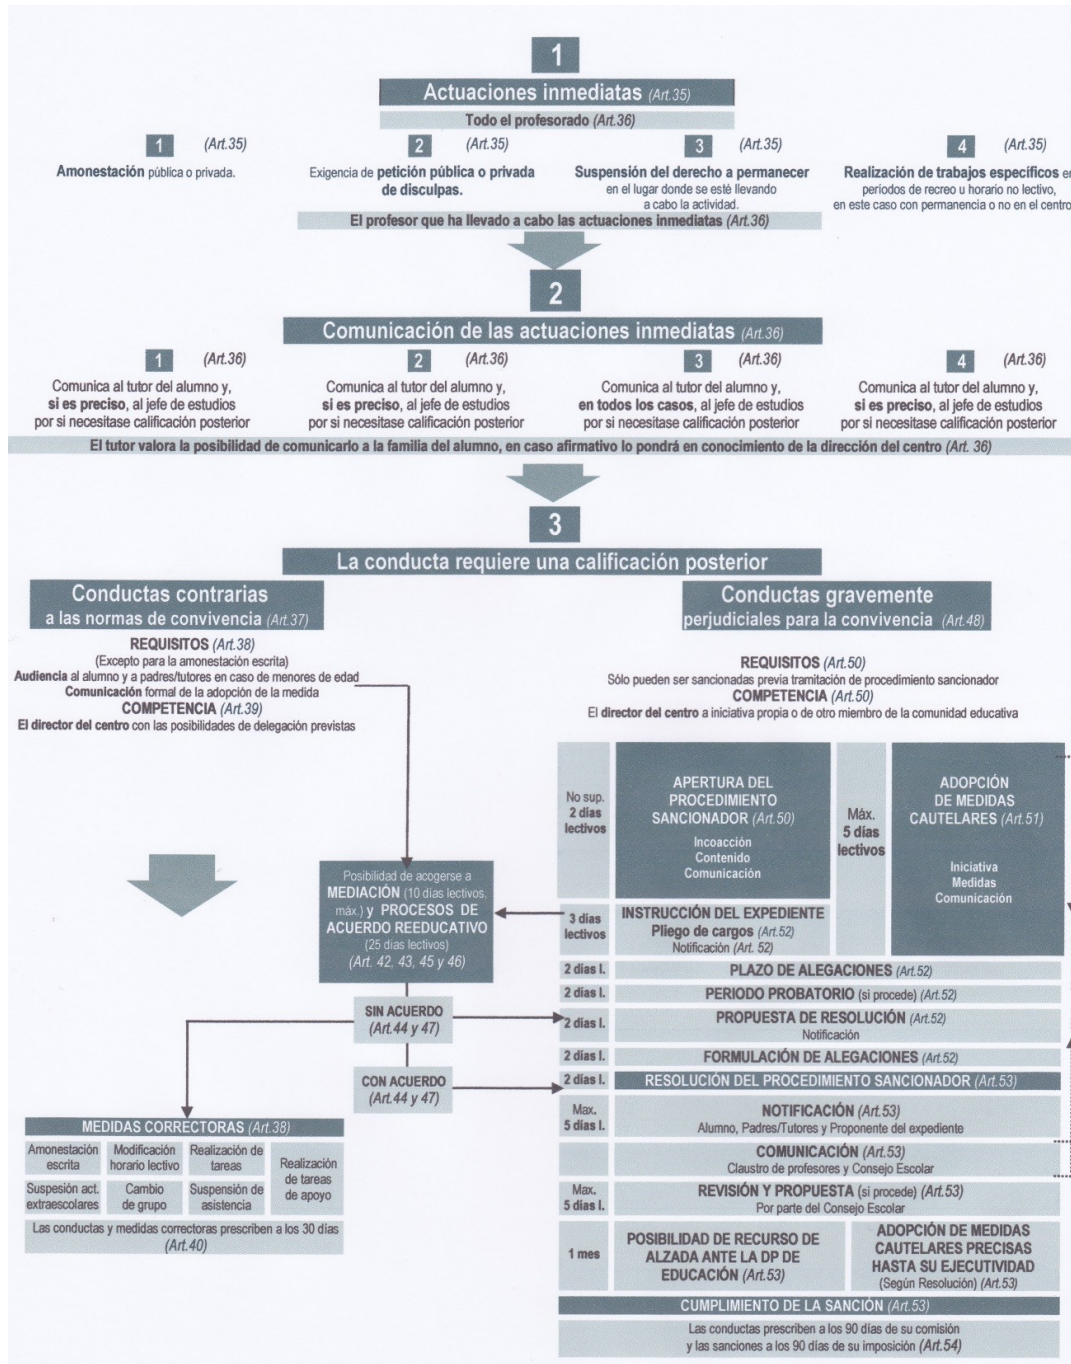 1
Actuaciones inmediatas (Art.35)
Todo el profesorado (Art.36)
1 (Art.35)
Amonestación pública o privada.
2 (Art.35)
Exigencia de petición pública o privada
de disculpas.
3 (Art.35)
Suspensión del derecho a permanecer
en el lugar donde se esté llevando
a cabo la actividad.
4 (Art.35)
Realización de trabajos específicos en
periodos de recreo u horario no lectivo,
en este caso con permanencia o no en el centro
El profesor que ha llevado a cabo las actuaciones inmediatas (Art.36)
2
Comunicación de las actuaciones inmediatas (Art.36)
1 (Art.36)
Comunica al tutor del alumno y,
si es preciso, al jefe de estudios
por si necesitase calificación posterior
2 (Art.36)
Comunica al tutor del alumno y,
si es preciso, al jefe de estudios
por si necesitase calificación posterior
3 (Art.36)
Comunica al tutor del alumno y,
en todos los casos, al jefe de estudios
por si necesitase calificación posterior
4 (Art.36)
Comunica al tutor del alumno y,
si es preciso, al jefe de estudios
por si necesitase calificación posterior
El tutor valora la posibilidad de comunicarlo a la familia del alumno, en caso afirmativo lo pondrá en conocimiento de la dirección del centro (Art. 36)
3
La conducta requiere una calificación posterior
Conductas contrarias
a las normas de convivencia (Art.37)
REQUISITOS (Art.38)
(Excepto para la amonestación escrita)
Audiencia al alumno y a padres/tutores en caso de menores de edad
Comunicación formal de la adopción de la medida
COMPETENCIA (Art.39)
El director del centro con las posibilidades de delegación previstas
Conductas gravemente
perjudiciales para la convivencia (Art.48)
REQUISITOS (Art.50)
Sólo pueden ser sancionadas previa tramitación de procedimiento sancionador
COMPETENCIA (Art.50)
El director del centro a iniciativa propia o de otro miembro de la comunidad educativa
Posibilidad de acogerse a
MEDIACIÓN (10 días lectivos,
máx.) y PROCESOS DE
ACUERDO REEDUCATIVO
(25 días lectivos)
(Art. 42, 43, 45 y 46)
SIN ACUERDO
(Art.44 y 47)
CON ACUERDO
(Art.44 y 47)
MEDIDAS CORRECTORAS (Art.38)
Amonestación
escrita
Modificación
horario lectivo
Realización de
tareas
Realización
de tareas
de apoyo
Suspesión act.
extraescolares
Cambio
de grupo
Suspensión de
asistencia
Las conductas y medidas correctoras prescriben a los 30 días
(Art.40)
No sup.
2 días
lectivos
APERTURA DEL
PROCEDIMIENTO
SANCIONADOR (Art.50)
Incoacción
Contenido
Comunicación
Máx.
5 días
lectivos
ADOPCIÓN
DE MEDIDAS
CAUTELARES (Art.51)
Iniciativa
Medidas
Comunicación
3 días
lectivos
INSTRUCCIÓN DEL EXPEDIENTE
Pliego de cargos (Art.52)
Notificación (Art. 52)
2 días l. PLAZO DE ALEGACIONES (Art.52)
2 días l. PERIODO PROBATORIO (si procede) (Art.52)
2 días l. PROPUESTA DE RESOLUCIÓN (Art.52)
Notificación
2 días l. FORMULACIÓN DE ALEGACIONES (Art.52)
2 días l. RESOLUCIÓN DEL PROCEDIMIENTO SANCIONADOR (Art.53)
Max.
5 días l.
NOTIFICACIÓN (Art.53)
Alumno, Padres/Tutores y Proponente del expediente
COMUNICACIÓN (Art.53)
Claustro de profesores y Consejo Escolar
Max.
5 días l.
REVISIÓN Y PROPUESTA (si procede) (Art.53)
Por parte del Consejo Escolar
1 mes
POSIBILIDAD DE RECURSO DE
ALZADA ANTE LA DP DE
EDUCACIÓN (Art.53)
ADOPCIÓN DE MEDIDAS
CAUTELARES PRECISAS
HASTA SU EJECUTIVIDAD
(Según Resolución) (Art.53)
CUMPLIMIENTO DE LA SANCIÓN (Art.53)
Las conductas prescriben a los 90 días de su comisión
y las sanciones a los 90 días de su imposición (Art.54)